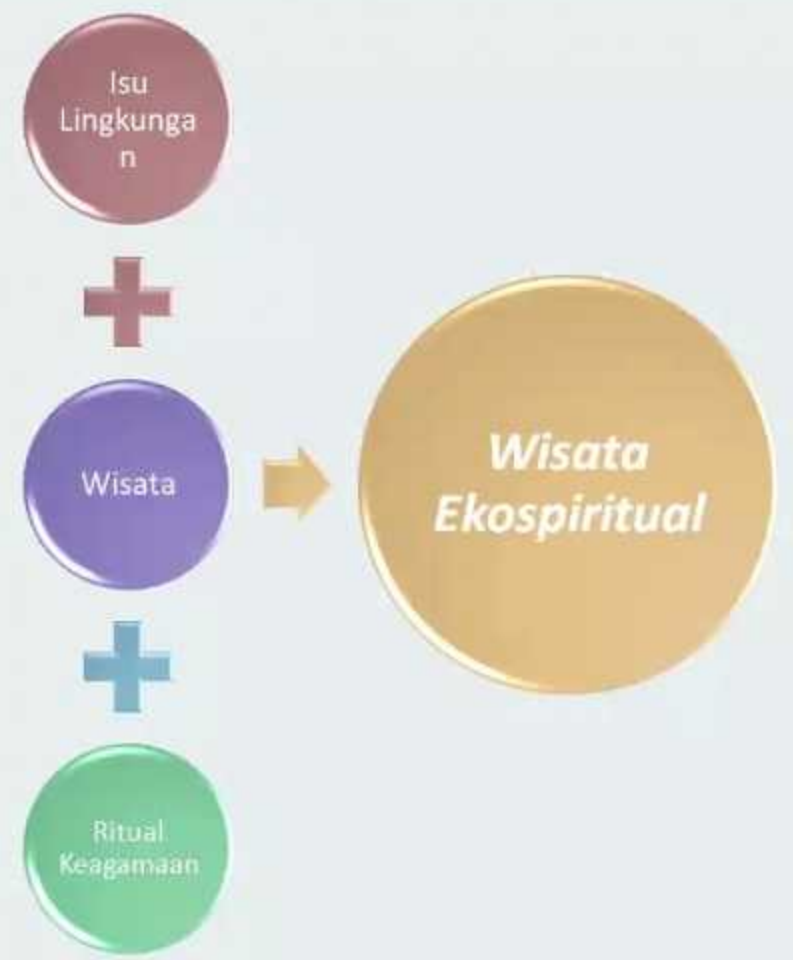 Isu
Lingkunga
n
Wisata
Wisata
Ekospiritual
Ritual
Keagamaan